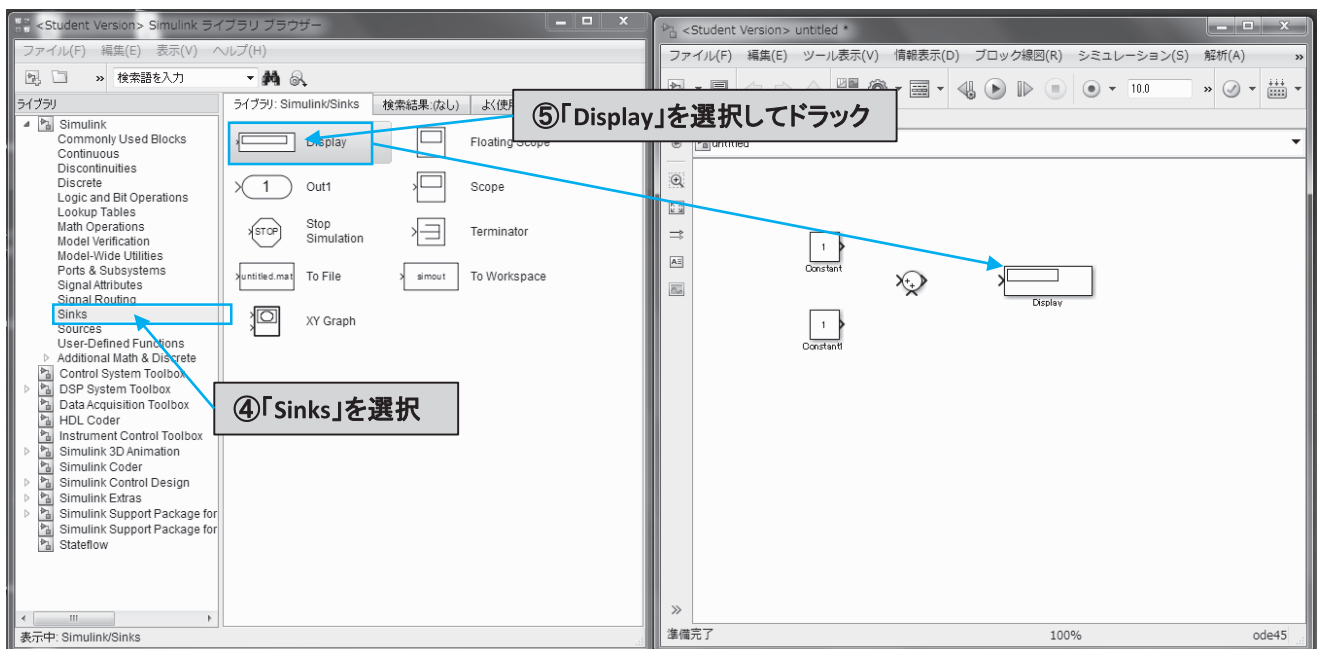 <Student Version> Simulink ライブラリ ブラウザー
ファイル(F) 編集(E) 表示(V) ヘルプ(H)
» 検索語を入力
ライブラリ
Simulink
Commonly Used Blocks
Continuous
Discontinuities
Discrete
Logic and Bit Operations
Lookup Tables
Math Operations
Model Verification
Model-Wide Utilities
Ports & Subsystems
Signal Attributes
Signal Routing
Sinks
Sources
User-Defined Functions
Additional Math & Discrete
Control System Toolbox
DSP System Toolbox
Data Acquisition Toolbox
HDL Coder
Instrument Control Toolbox
Simulink 3D Animation
Simulink Coder
Simulink Control Design
Simulink Extras
Simulink Support Package for
Simulink Support Package for
Stateflow
表示中: Simulink/Sinks
ライブラリ: Simulink/Sinks 検索結果:(なし) よく使用
Display
Floating Scope
1 Out1
Scope
STOP Stop Simulation
Terminator
untitled.mat To File
simout To Workspace
XY Graph
④「Sinks」を選択
⑤「Display」を選択してドラック
<Student Version> untitled *
ファイル(F) 編集(E) ツール表示(V) 情報表示(D) ブロック線図(R) シミュレーション(S) 解析(A) »
10.0 »
untitled
1
Constant
Display
1
Constant1
»
準備完了 100% ode45